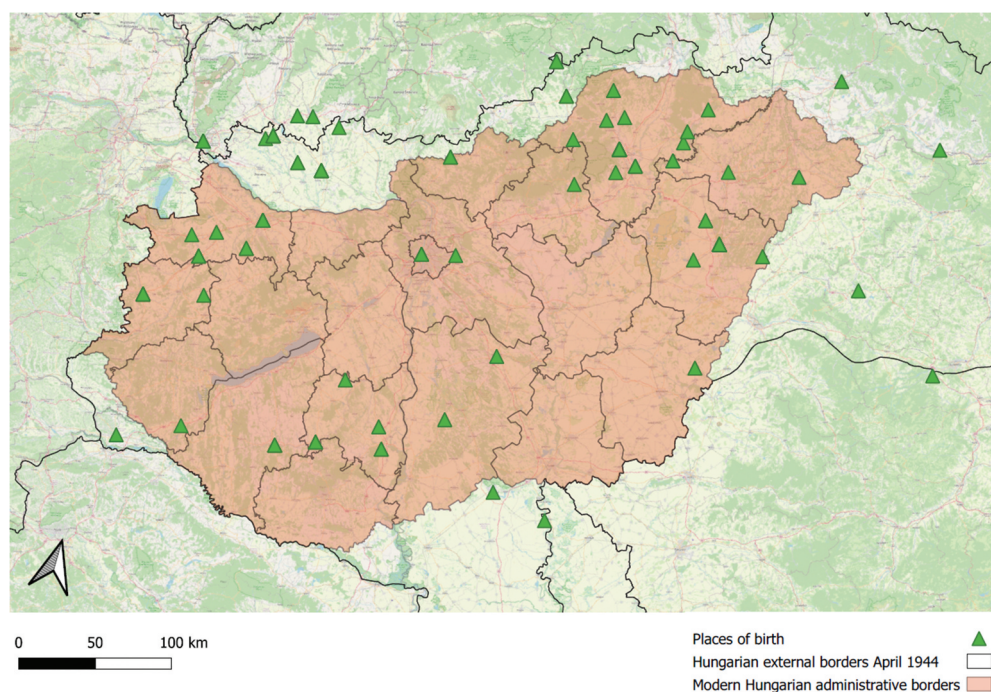 0 50 100 km
Places of birth
Hungarian external borders April 1944
Modern Hungarian administrative borders